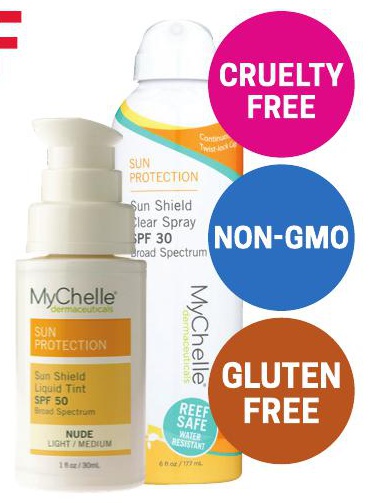 CRUELTY
FREE
NON-GMO
GLUTEN
FREE
SUN
PROTECTION
Sun Shield
Clear Spray
SPF 30
Broad Spectrum
MyChelle®
dermaceuticals
REEF
SAFE
WATER
RESISTANT
6 fl oz / 177 mL
MyChelle®
dermaceuticals
SUN
PROTECTION
Sun Shield
Liquid Tint
SPF 50
Broad Spectrum
NUDE
LIGHT / MEDIUM
1 fl oz / 30mL